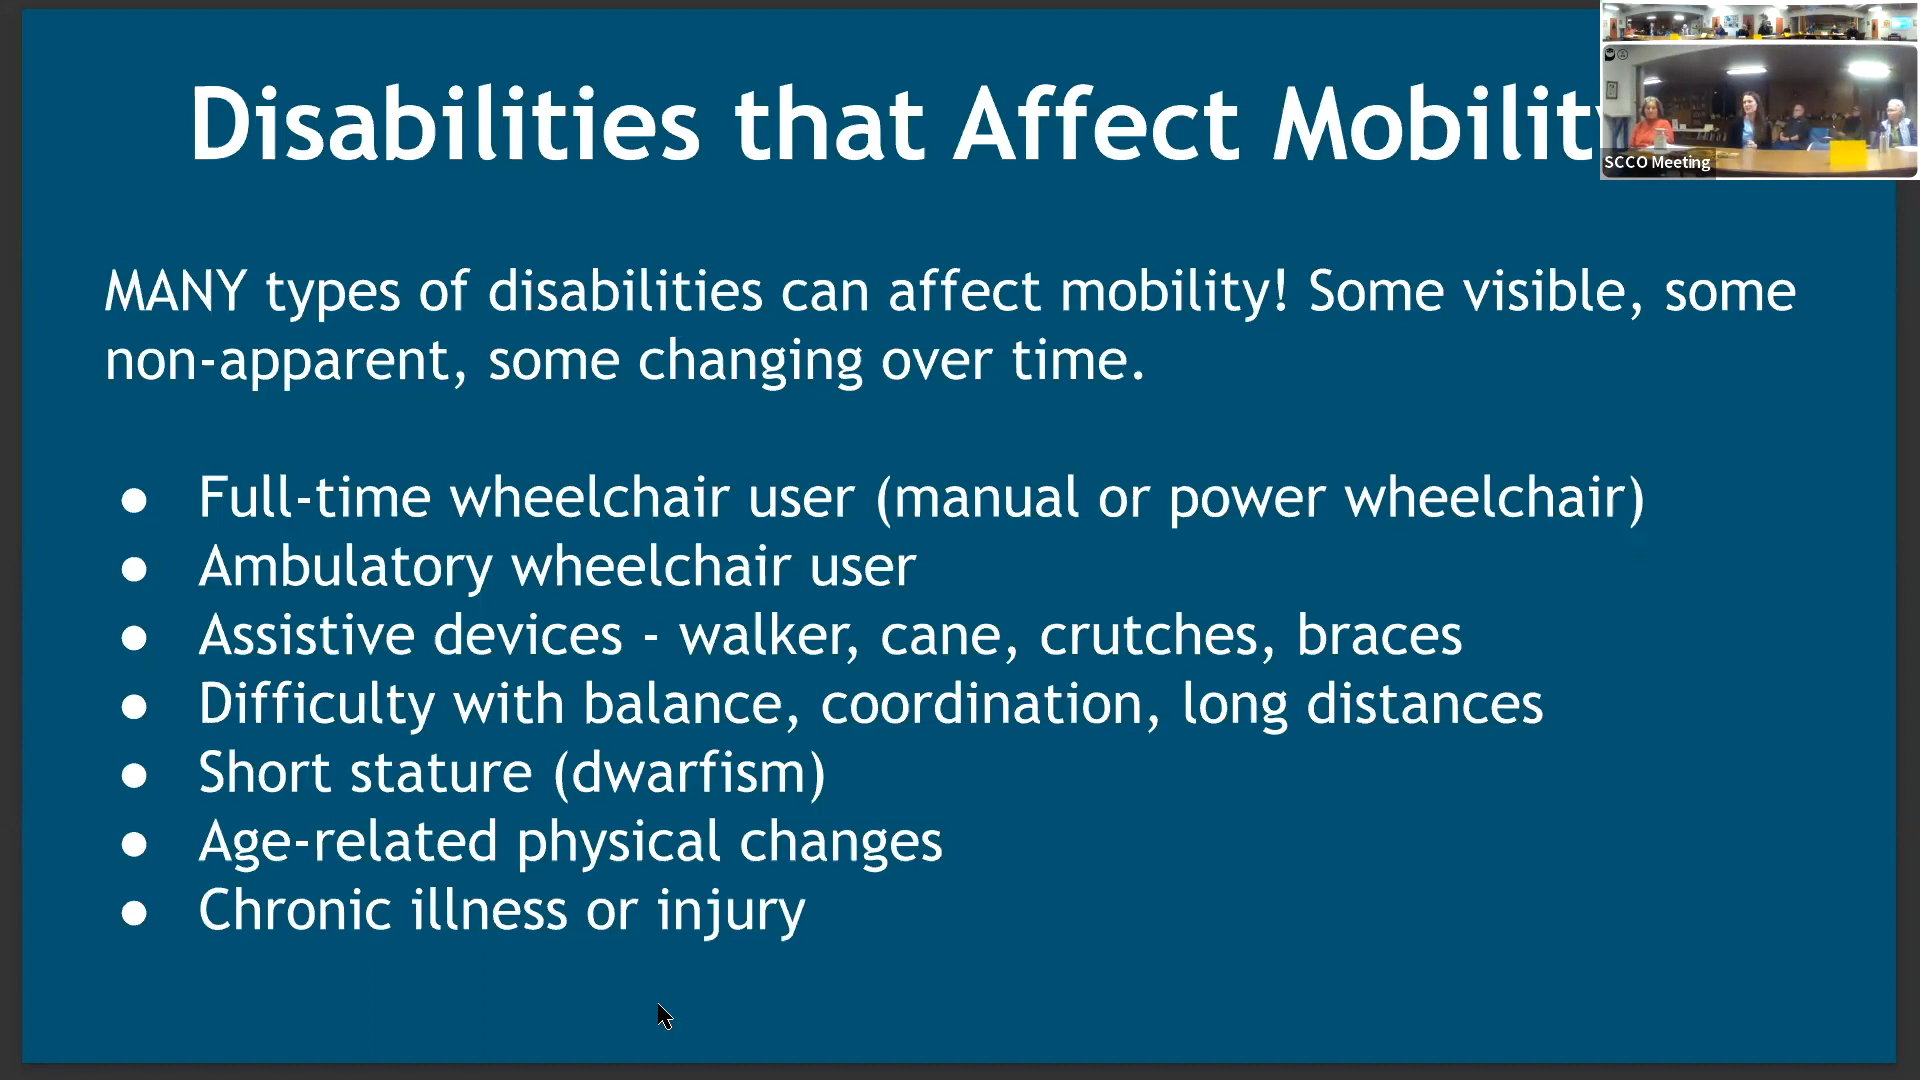 Disabilities that Affect Mobility
SCCO Meeting
MANY types of disabilities can affect mobility! Some visible, some
non-apparent, some changing over time.
● Full-time wheelchair user (manual or power wheelchair)
● Ambulatory wheelchair user
● Assistive devices - walker, cane, crutches, braces
● Difficulty with balance, coordination, long distances
● Short stature (dwarfism)
● Age-related physical changes
● Chronic illness or injury